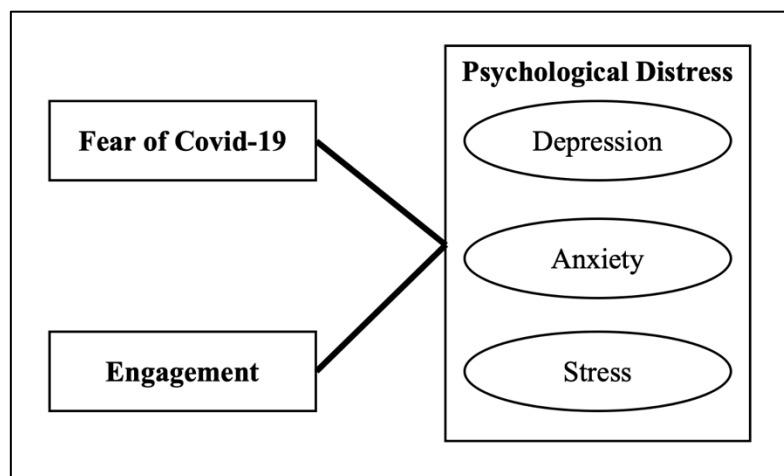 Psychological Distress
Fear of Covid-19
Depression
Anxiety
Engagement
Stress